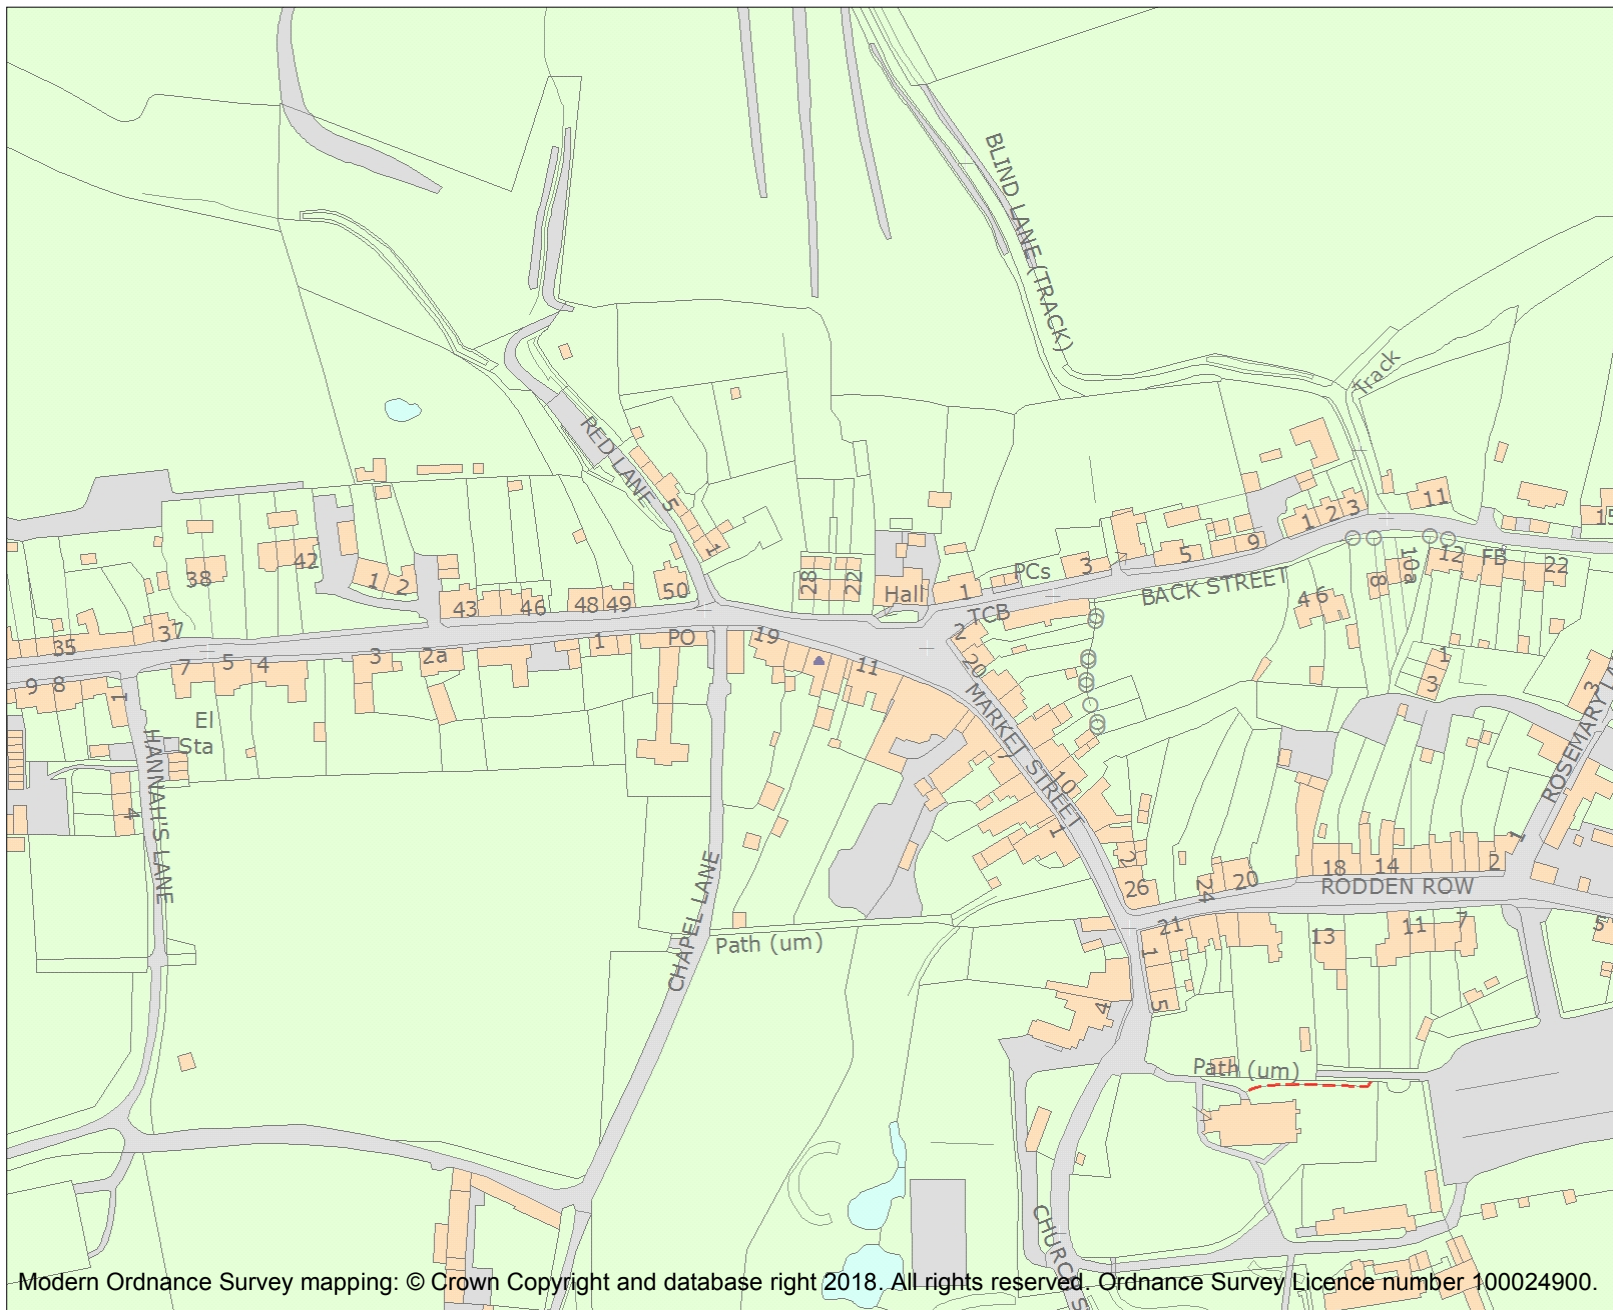 BLIND LANE (TRACK)
Track
RED LANE
5
1
11
15
1 2 3
9
5
3
PCs
1
Hall
28
22
50
48 49
46
43
1 2
42
38
37
35
TCB
BACK STREET
4 6
8
10a
12
FB
22
PO
19
11
2
20
1
2a
3
4
5
7
9 8
1
El
Sta
HANNAH'S LANE
4
MARKET STREET
10
1
2
26
1
3
3
ROSEMARY LA
1
24
20
18
14
2
RODDEN ROW
21
13
11
7
5
1
5
4
CHAPEL LANE
Path (um)
Path (um)
CHURCH S
Modern Ordnance Survey mapping: © Crown Copyright and database right 2018. All rights reserved. Ordnance Survey Licence number 100024900.